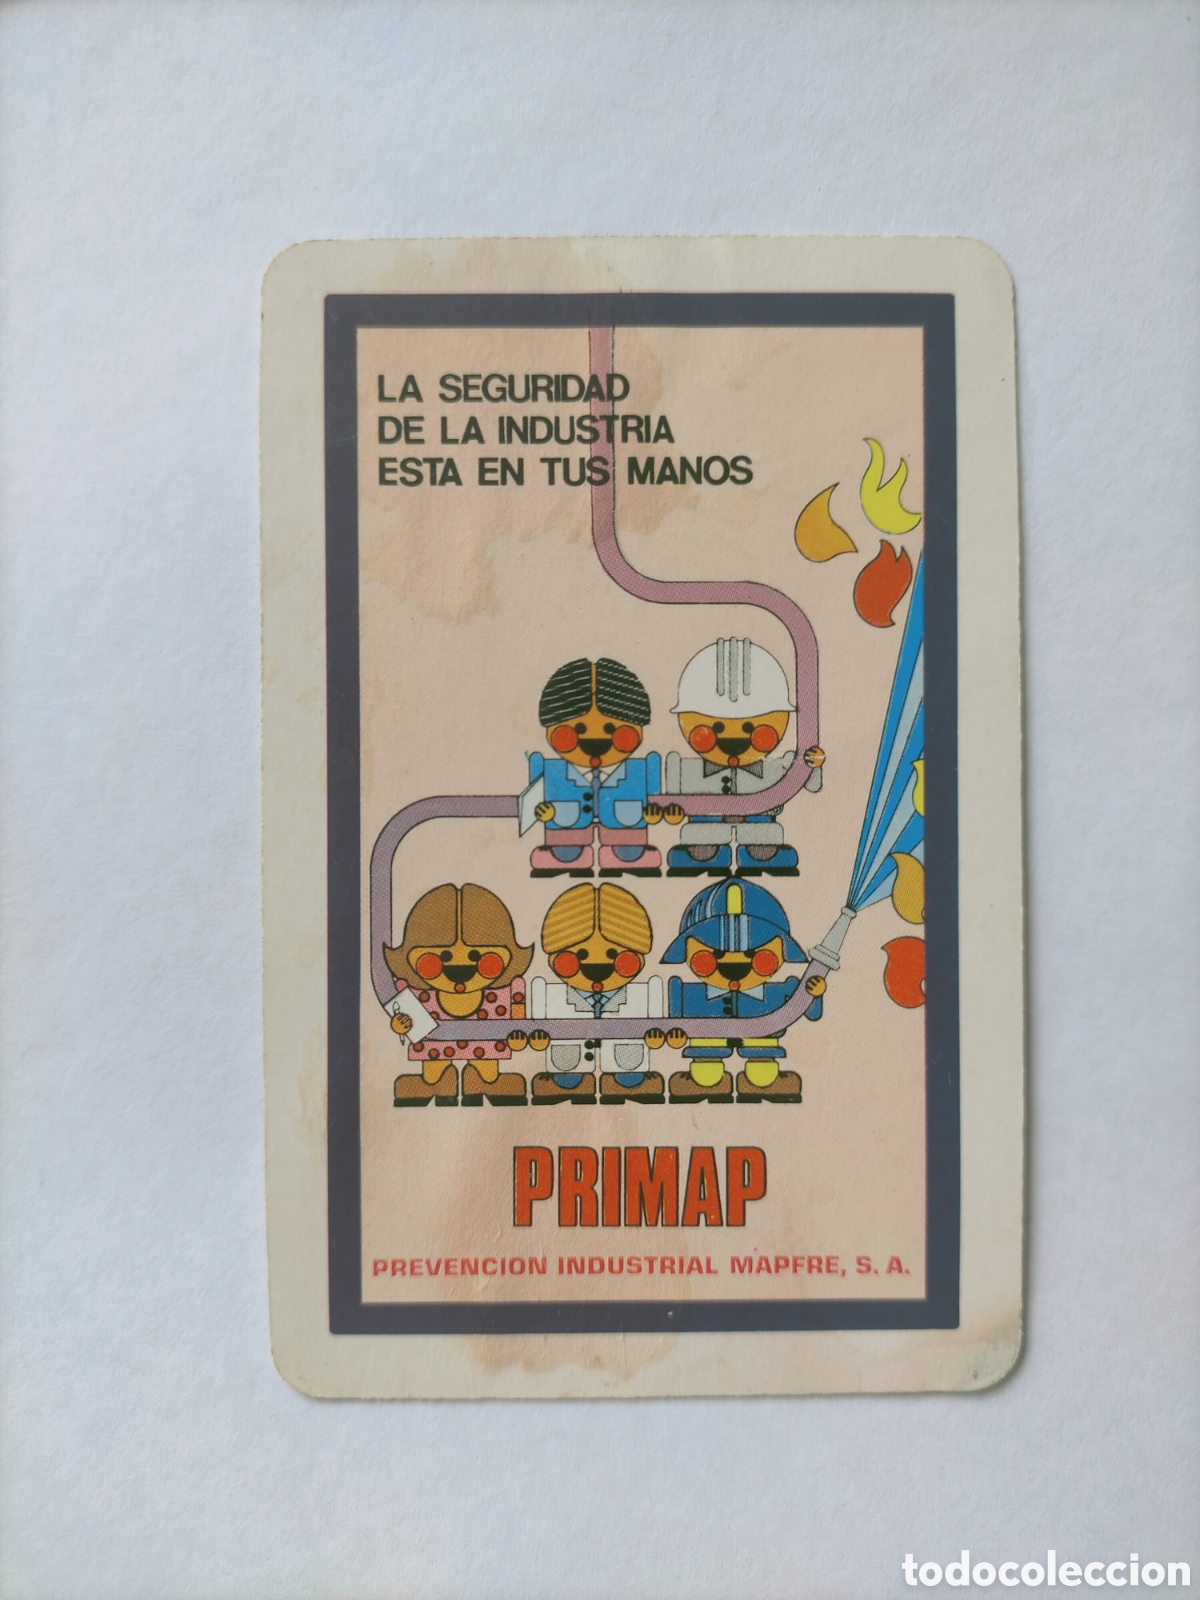 LA SEGURIDAD
DE LA INDUSTRIA
ESTA EN TUS MANOS
PRIMAP
PREVENCION INDUSTRIAL MAPFRE, S. A.
todocoleccion